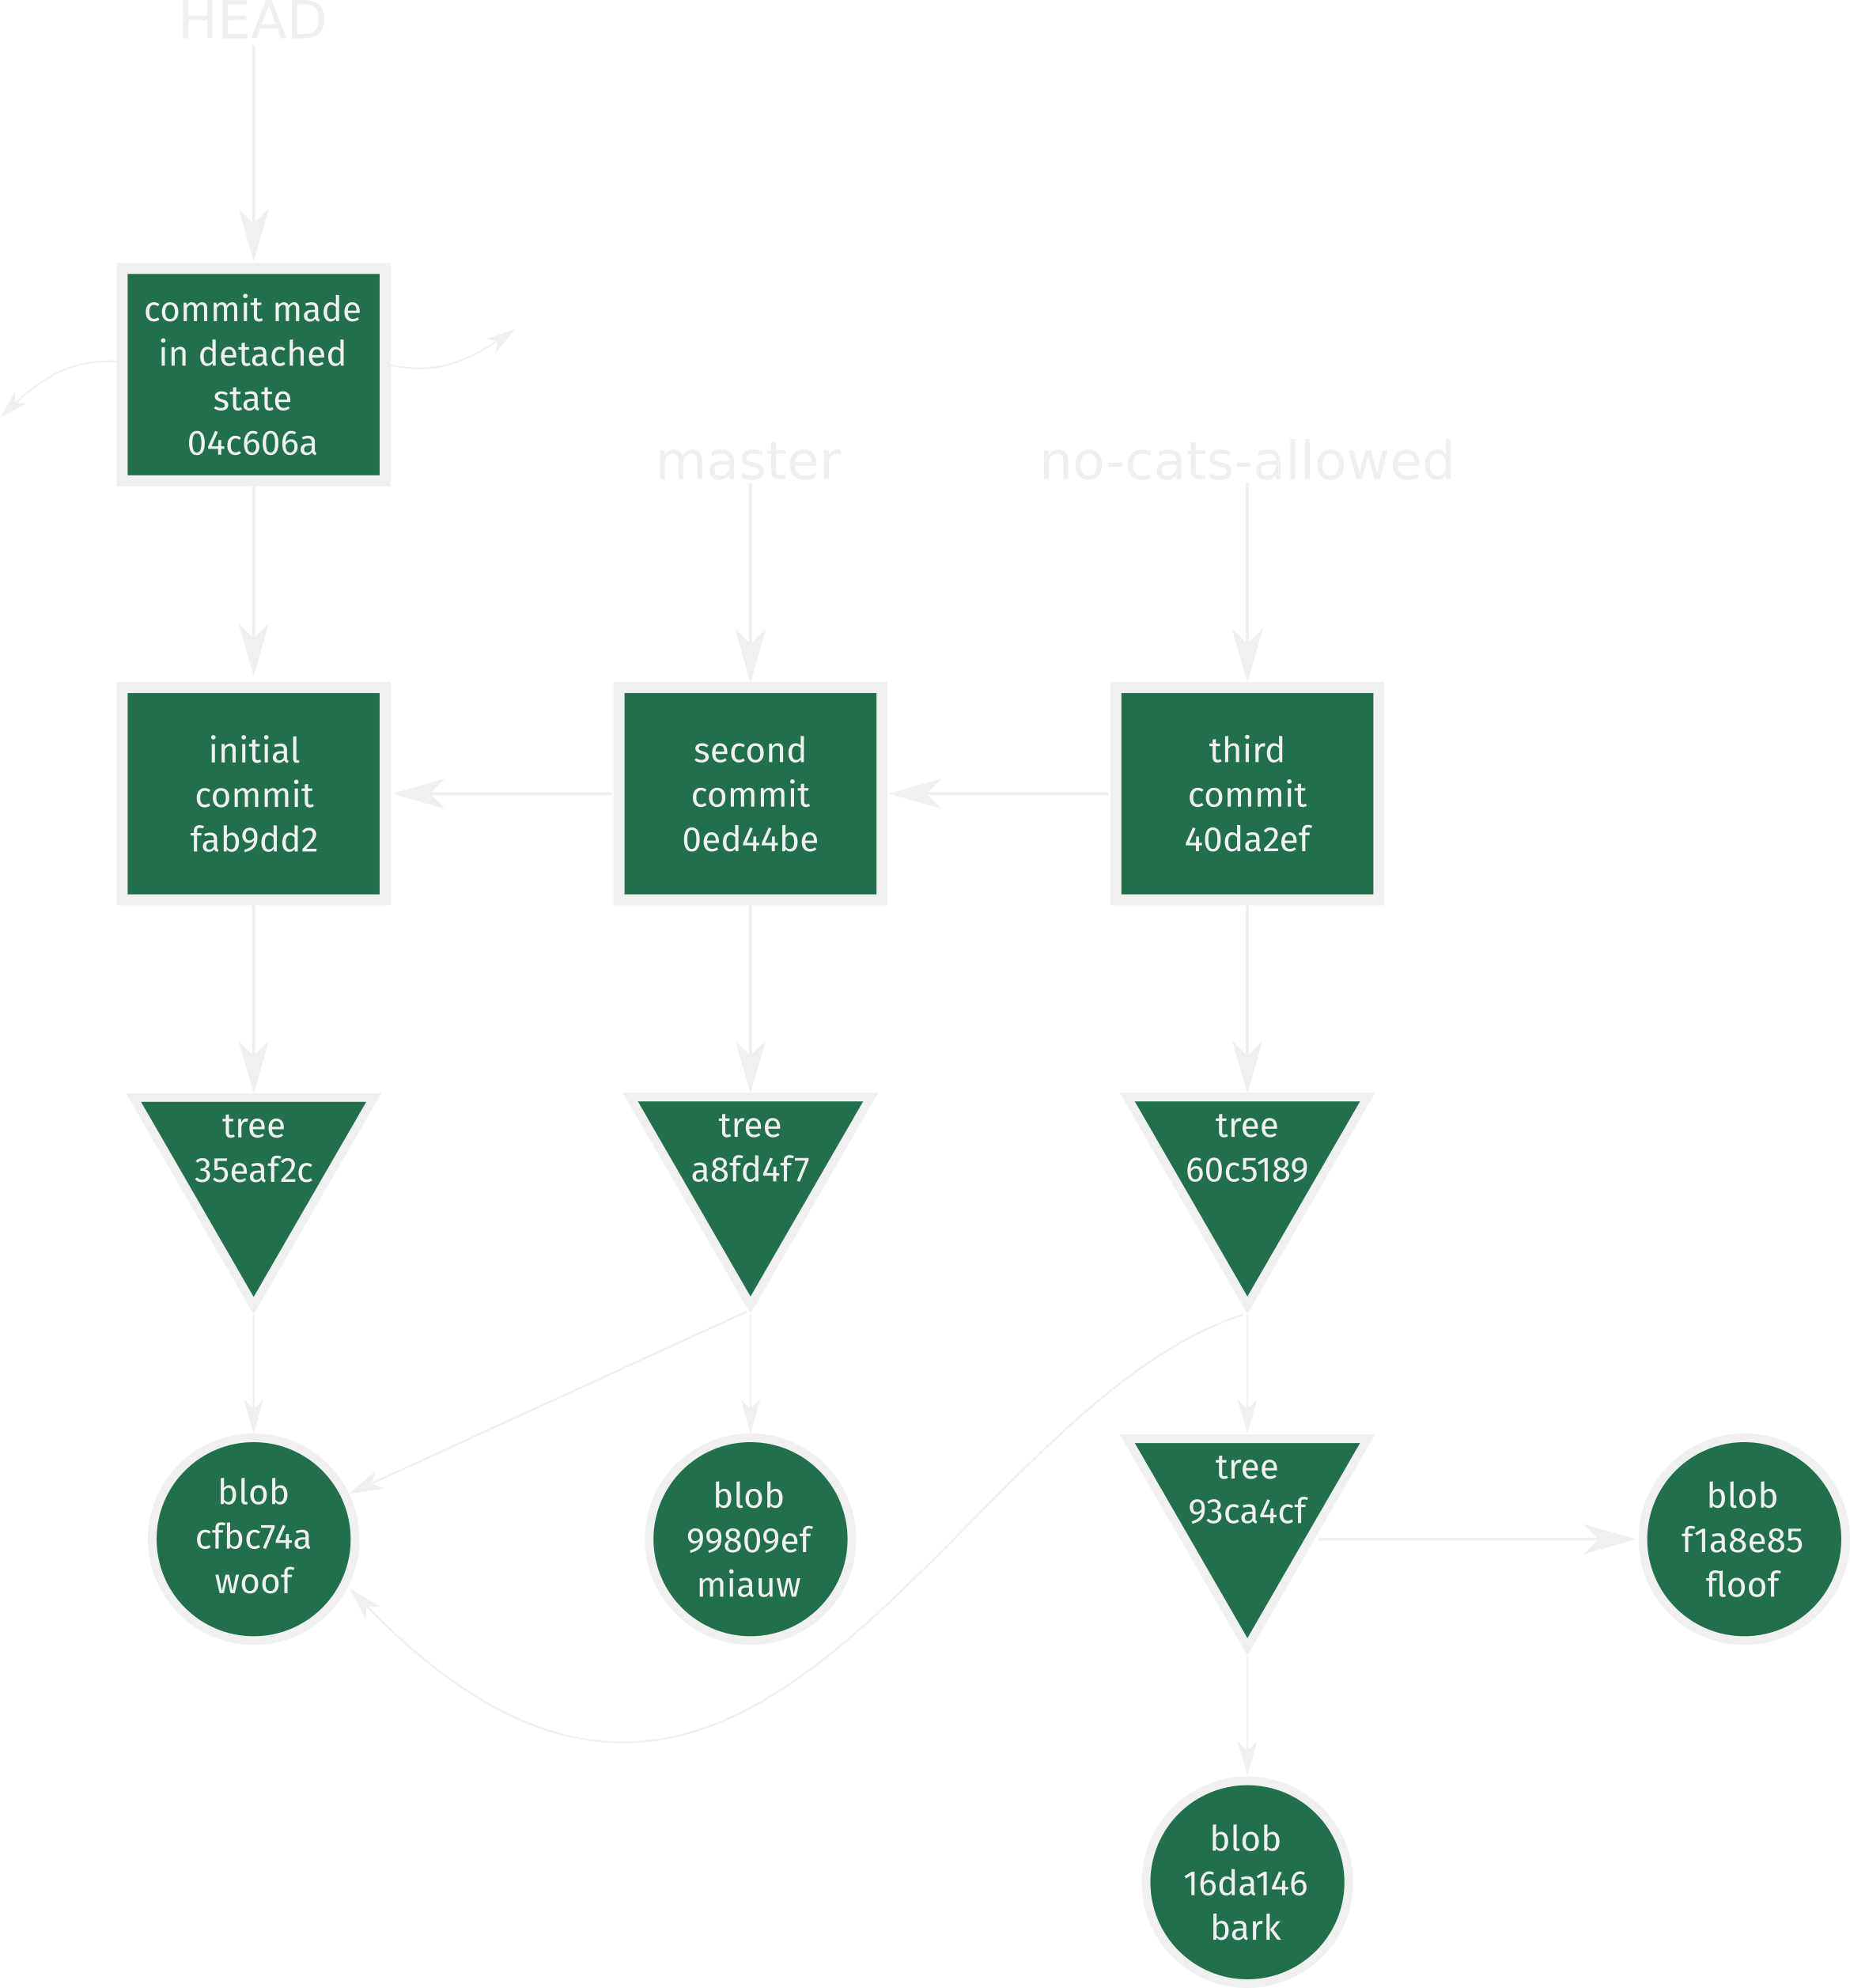 HEAD
commit made
in detached
state
04c606a
master
no-cats-allowed
initial
commit
fab9dd2
second
commit
0ed44be
third
commit
40da2ef
tree
35eaf2c
tree
a8fd4f7
tree
60c5189
blob
cfbc74a
woof
blob
99809ef
miauw
tree
93ca4cf
blob
f1a8e85
floof
blob
16da146
bark